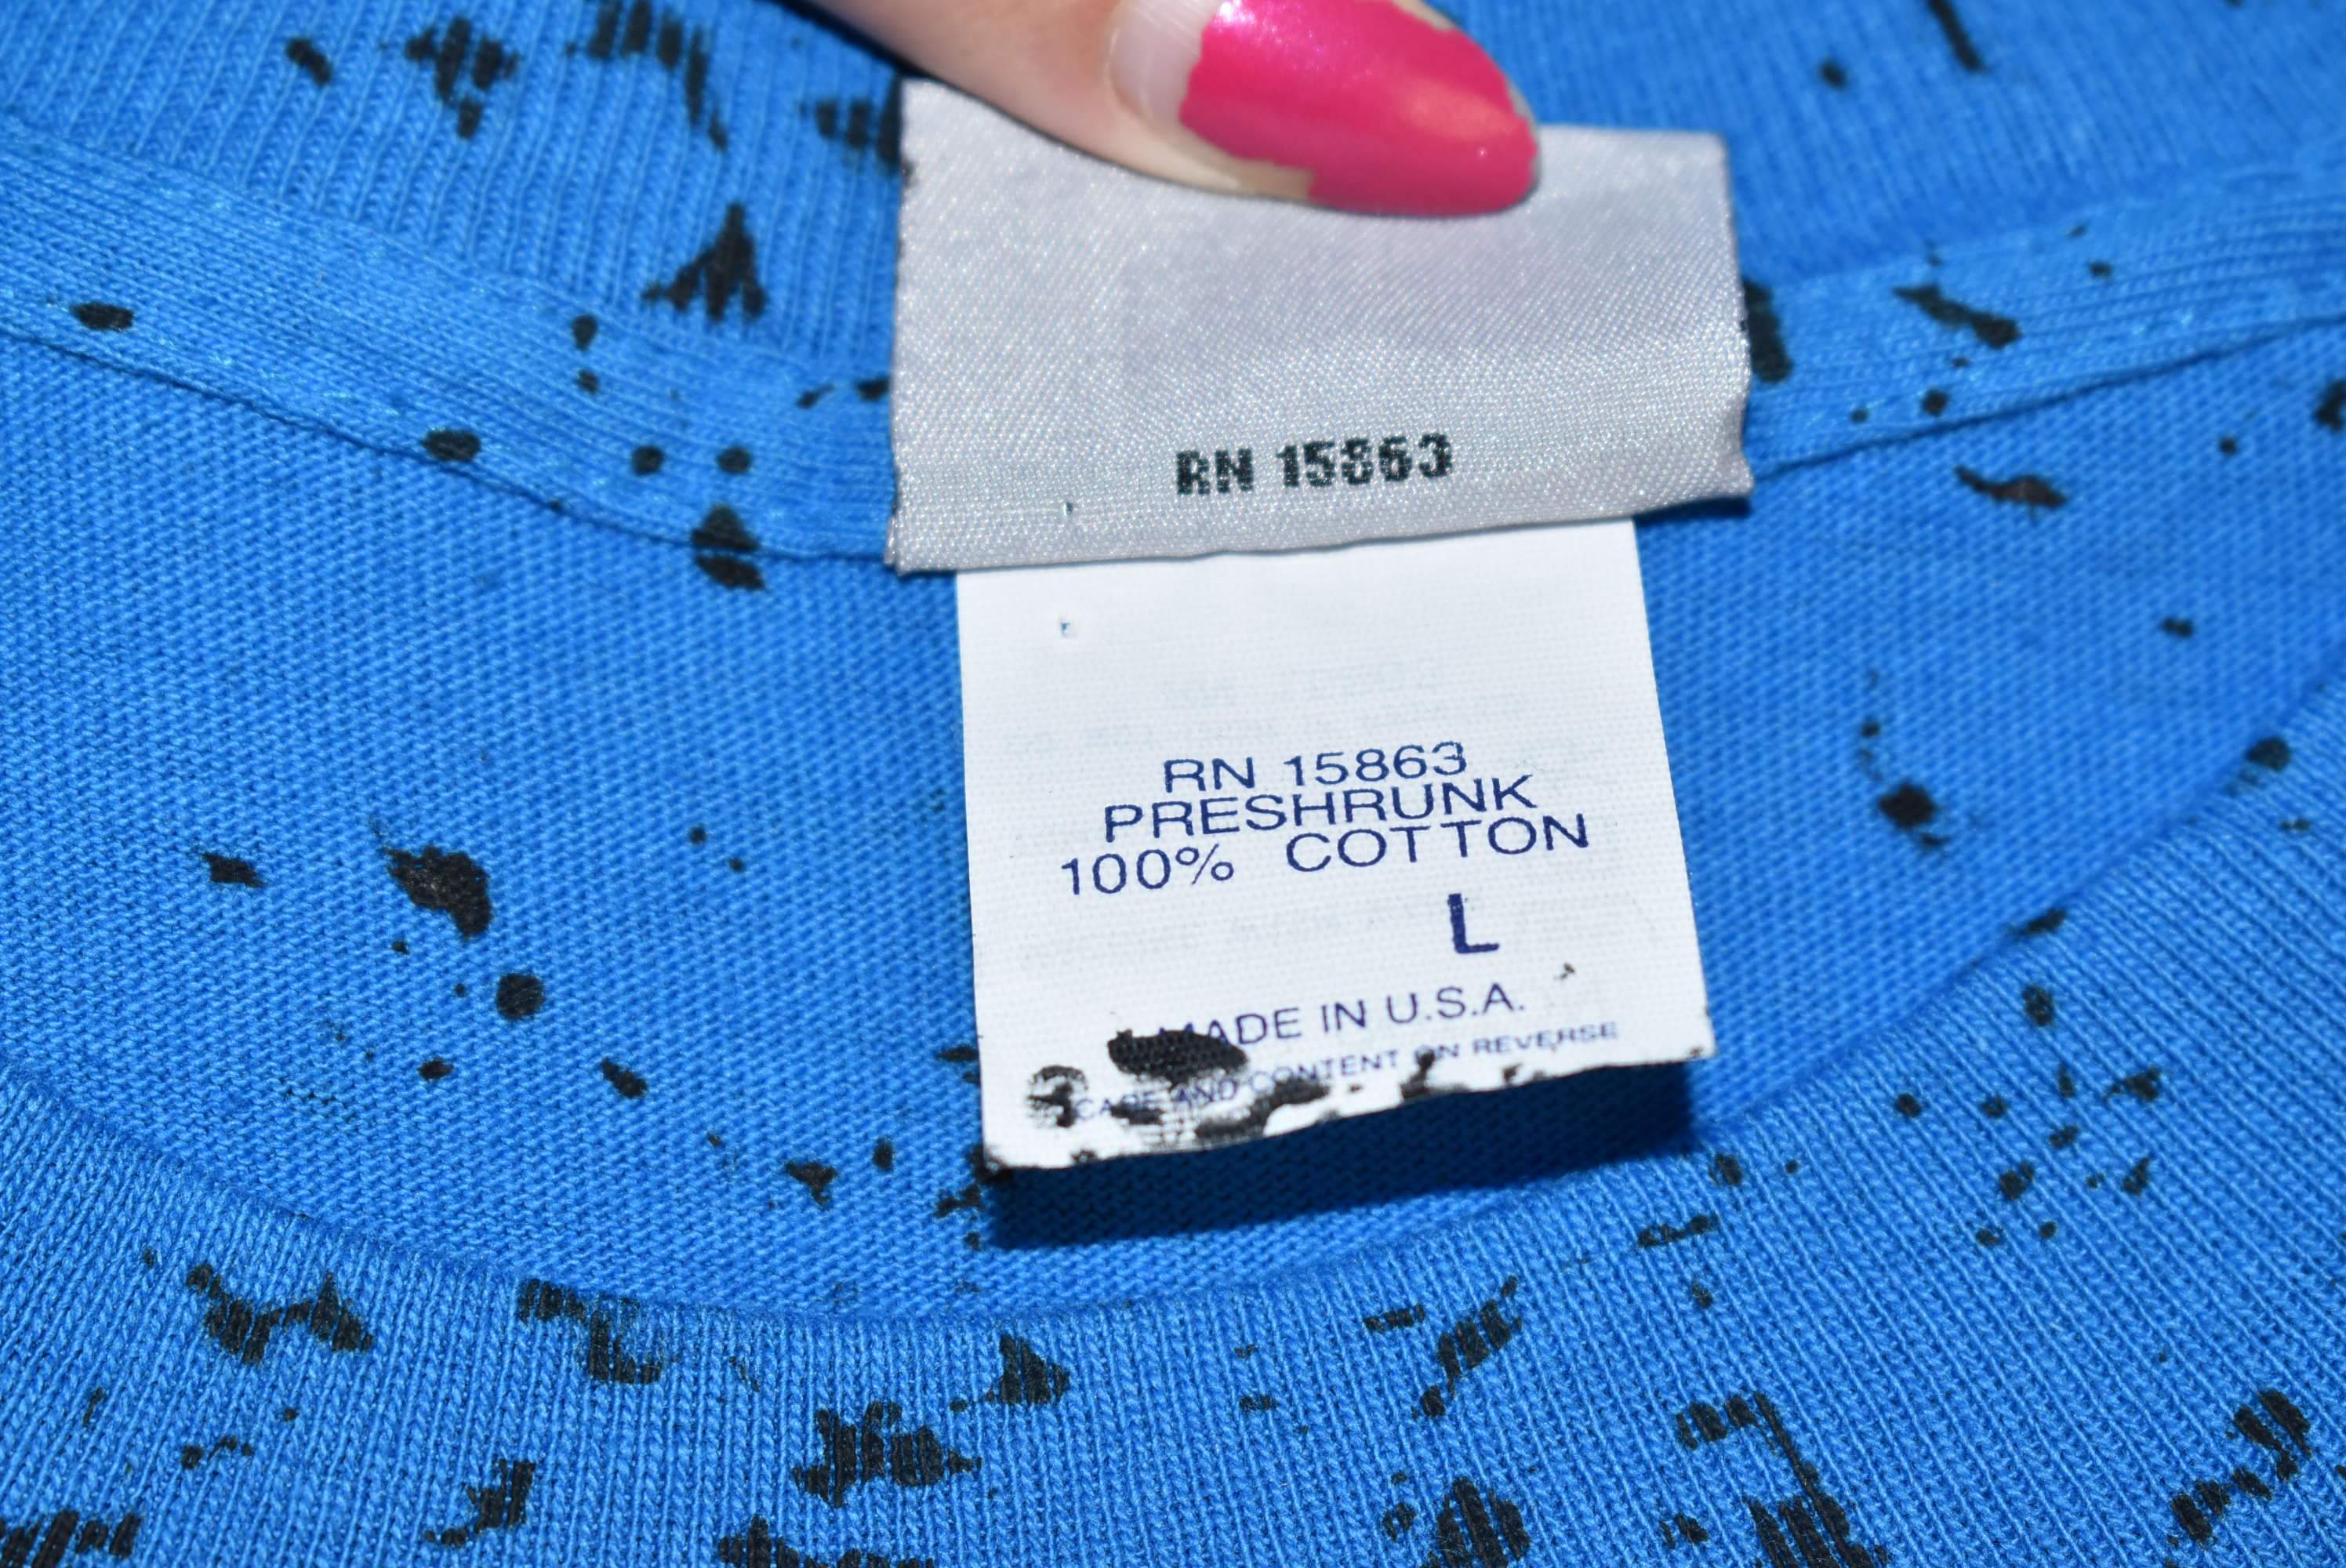 RN 15863
RN 15863
PRESHRUNK
100% COTTON
L
MADE IN U.S.A.
CARE AND CONTENT ON REVERSE